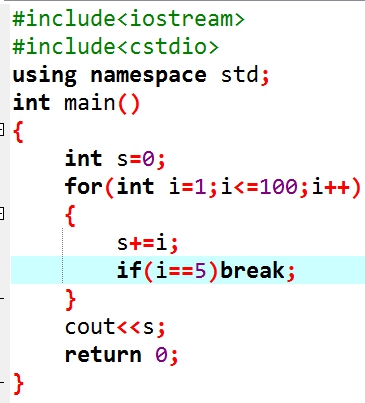 #include<iostream>
#include<cstdio>
using namespace std;
int main()
{
int s=0;
for(int i=1;i<=100;i++)
{
s+=i;
if(i==5)break;
}
cout<<s;
return 0;
}